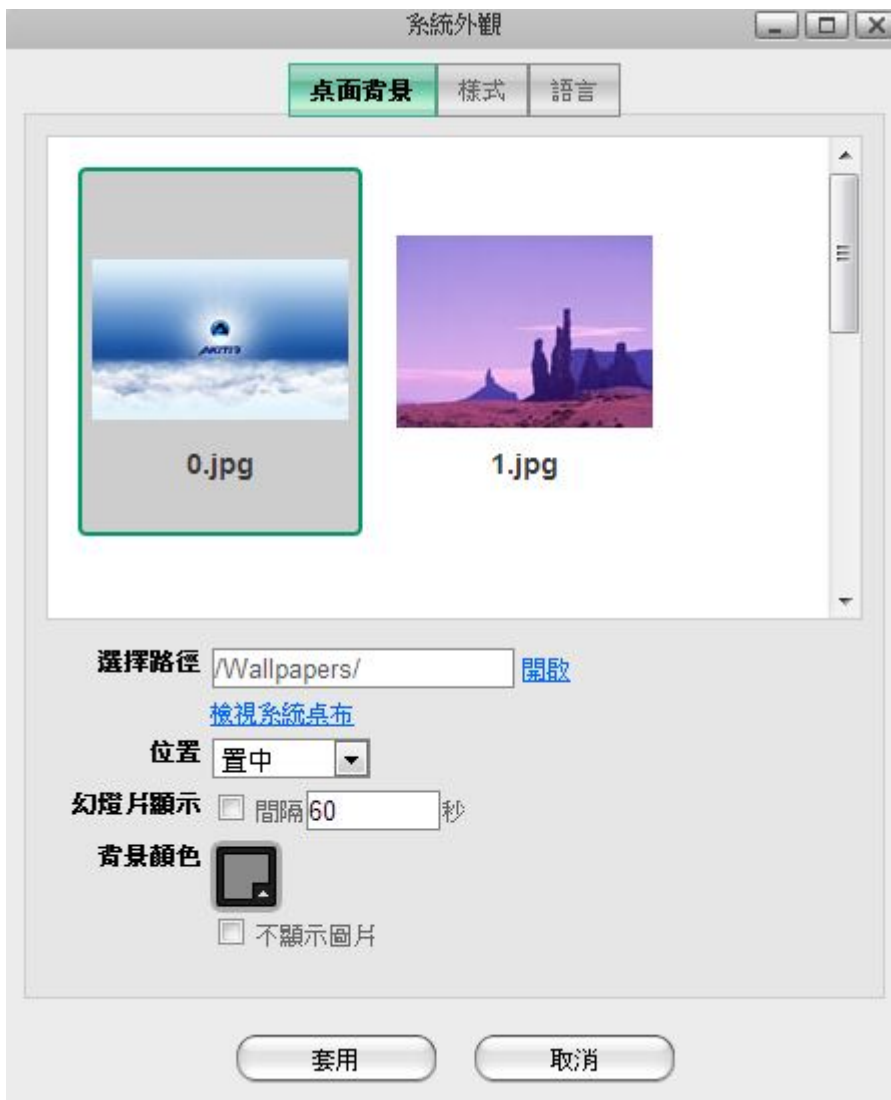 系統外觀
桌面背景 樣式 語言
AKiTiO
0.jpg 1.jpg
選擇路徑 /Wallpapers/ 開啟
檢視系統桌布
位置 置中
幻燈片顯示 間隔 60 秒
背景顏色
不顯示圖片
套用 取消